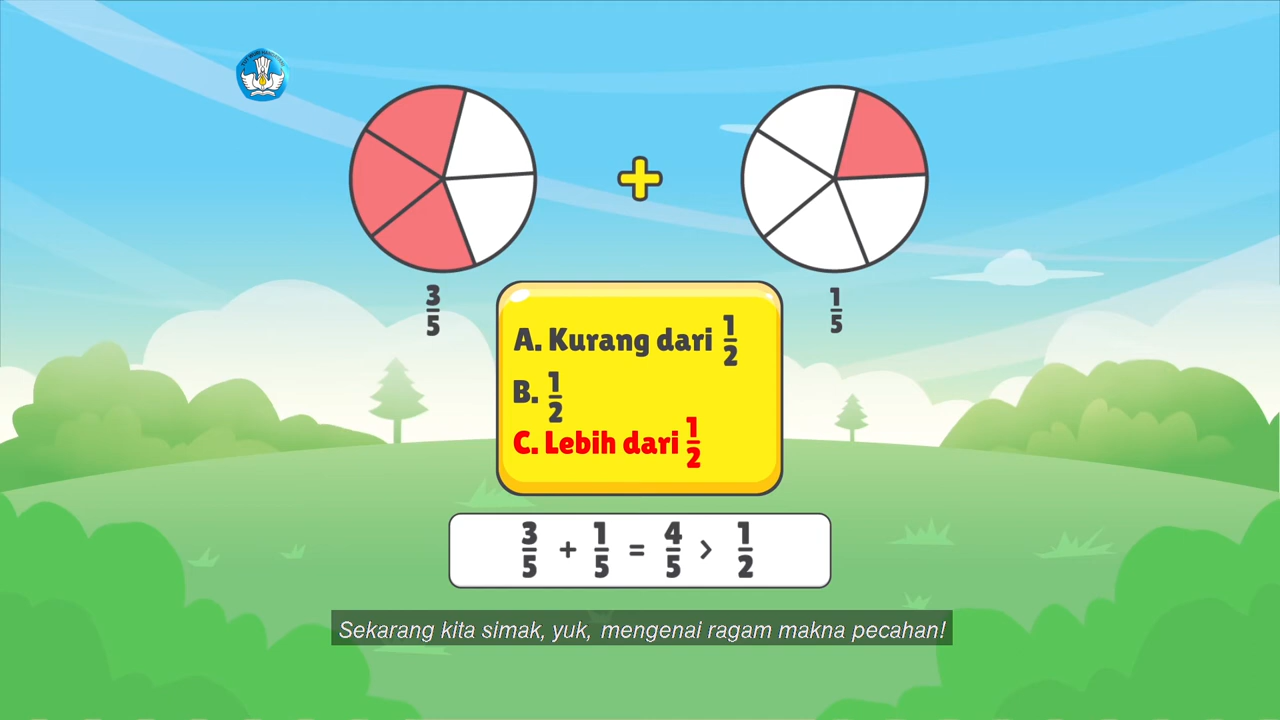 3/5
1/5
A. Kurang dari 1/2
B. 1/2
C. Lebih dari 1/2
3/5 + 1/5 = 4/5 > 1/2
Sekarang kita simak, yuk, mengenai ragam makna pecahan!